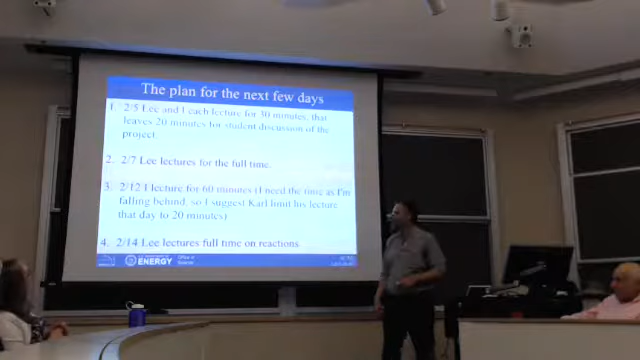 The plan for the next few days
1. 2/5 Lee and I each lecture for 30 minutes, that
leaves 20 minutes for student discussion of the
project
2. 2/7 Lee lectures for the full time.
3. 2/12 I lecture for 60 minutes (I need the time as I'm
falling behind, so I suggest Karl limit his lecture
that day to 20 minutes)
4. 2/14 Lee lectures full time on reactions
ENERGY
Office of
Science